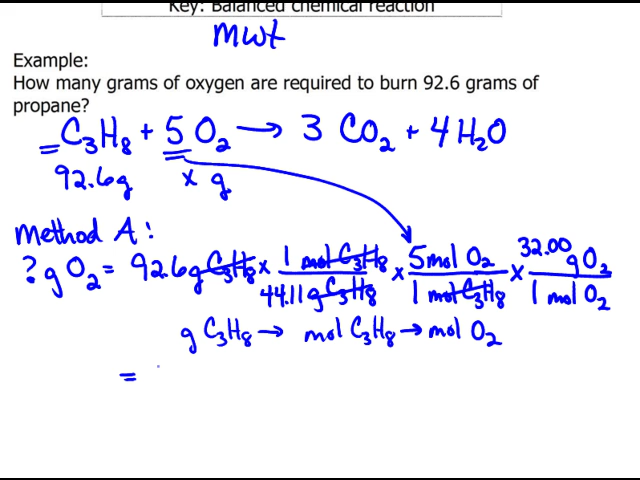 Key: Balanced chemical reaction
MWt
Example:
How many grams of oxygen are required to burn 92.6 grams of
propane?
C₃H₈ + 5 O₂ → 3 CO₂ + 4 H₂O
92.6g x g
Method A:
? g O₂ = 92.6g C₃H₈ x 1 mol C₃H₈ / 44.11 g C₃H₈ x 5 mol O₂ / 1 mol C₃H₈ x 32.00 g O₂ / 1 mol O₂
g C₃H₈ → mol C₃H₈ → mol O₂
=